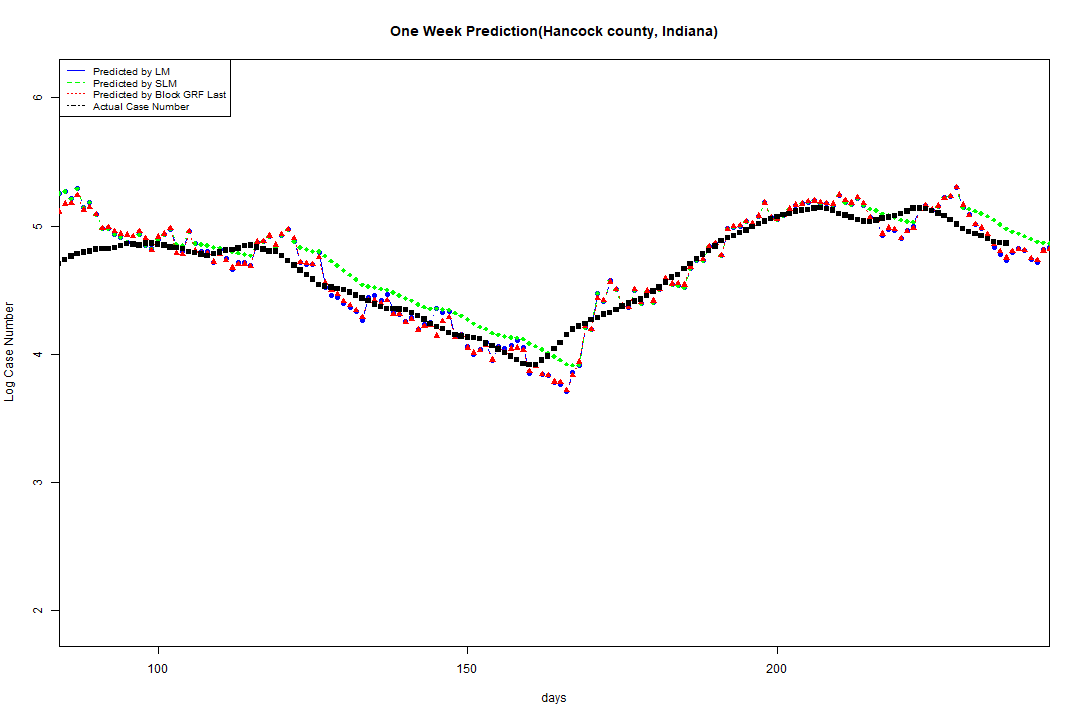 One Week Prediction(Hancock county, Indiana)
Predicted by LM
Predicted by SLM
Predicted by Block GRF Last
Actual Case Number
6
5
4
3
2
Log Case Number
100 150 200
days